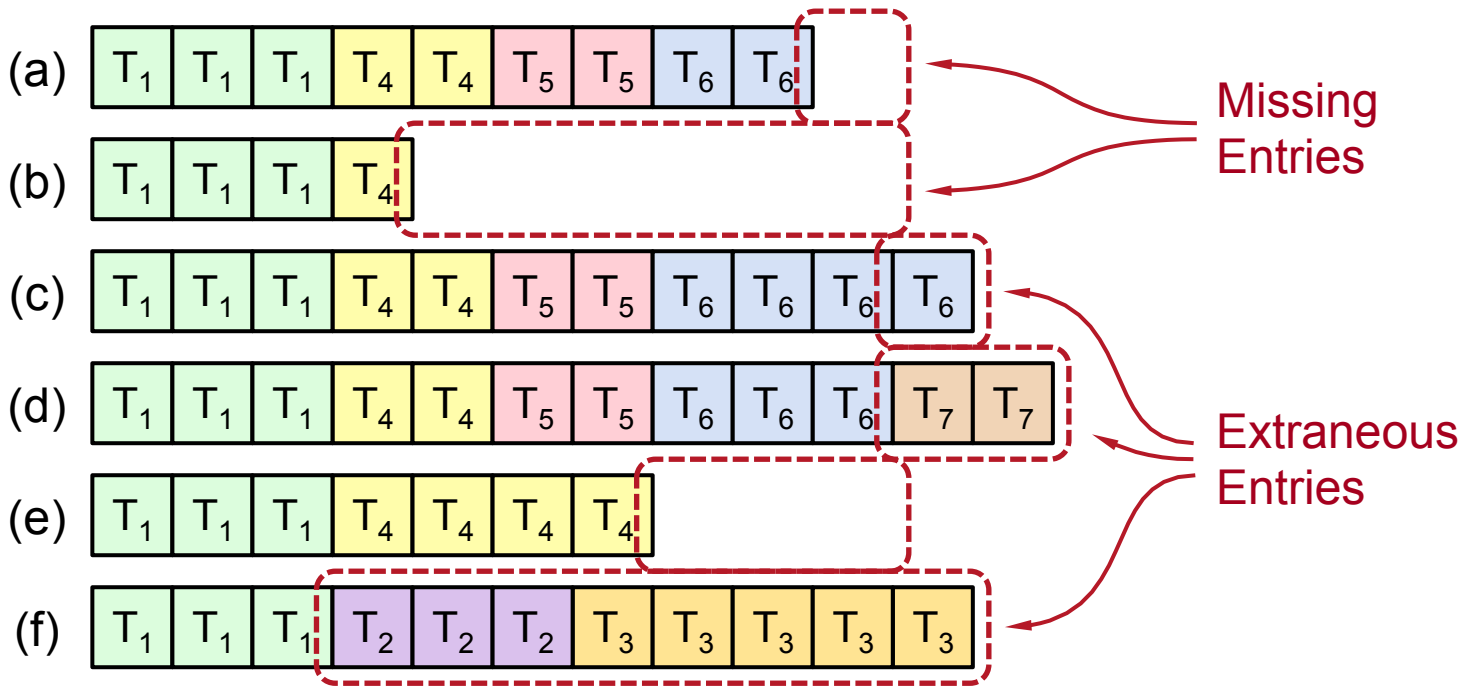 (a) T₁ T₁ T₁ T₄ T₄ T₅ T₅ T₆ T₆
Missing
Entries
(b) T₁ T₁ T₁ T₄
(c) T₁ T₁ T₁ T₄ T₄ T₅ T₅ T₆ T₆ T₆ T₆
(d) T₁ T₁ T₁ T₄ T₄ T₅ T₅ T₆ T₆ T₆ T₇ T₇
Extraneous
Entries
(e) T₁ T₁ T₁ T₄ T₄ T₄ T₄
(f) T₁ T₁ T₁ T₂ T₂ T₂ T₃ T₃ T₃ T₃ T₃